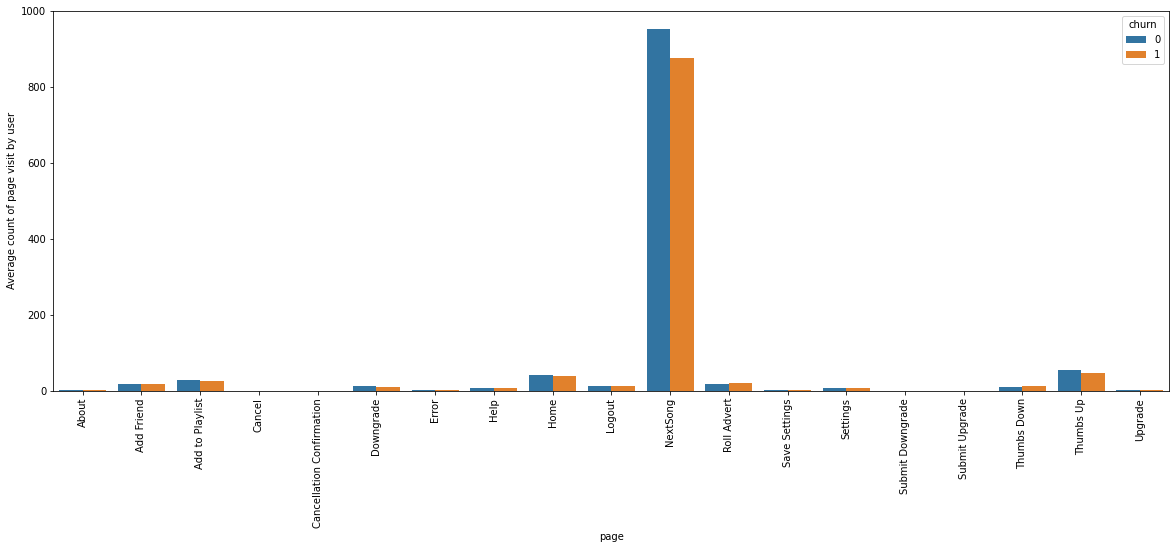 1000
800
600
400
200
0
Average count of page visit by user
churn
0
1
About
Add Friend
Add to Playlist
Cancel
Cancellation Confirmation
Downgrade
Error
Help
Home
Logout
NextSong
Roll Advert
Save Settings
Settings
Submit Downgrade
Submit Upgrade
Thumbs Down
Thumbs Up
Upgrade
page